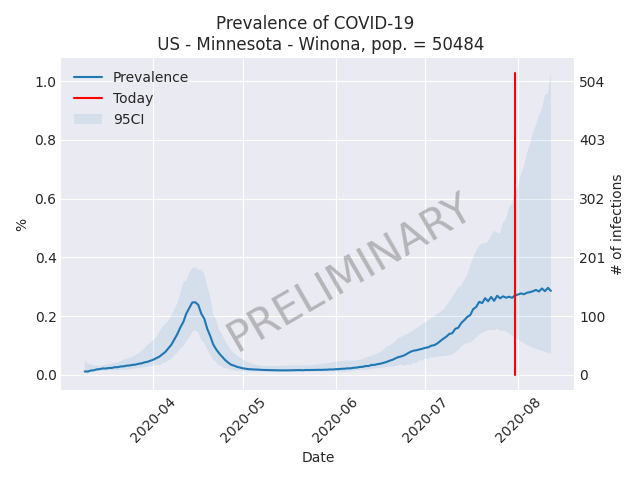 Prevalence of COVID-19
US - Minnesota - Winona, pop. = 50484
Prevalence
Today
95CI
1.0
0.8
0.6
0.4
0.2
0.0
%
504
403
302
201
100
0
# of infections
PRELIMINARY
2020-04
2020-05
2020-06
2020-07
2020-08
Date